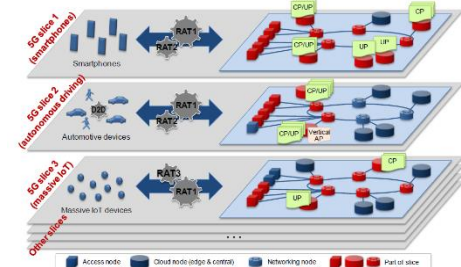 5G slice 1
(smartphones)
Smartphones
RAT1
RAT2
CP/UP
CP
CP/UP
UP
UP
5G slice 2
(autonomous driving)
D2D
Automotive devices
RAT1
RAT2
CP/UP
CP/UP
Vertical
AP
5G slice 3
(massive IoT)
Massive IoT devices
RAT3
RAT1
CP
UP
Other slices
...
Access node
Cloud node (edge & central)
Networking node
Part of slice